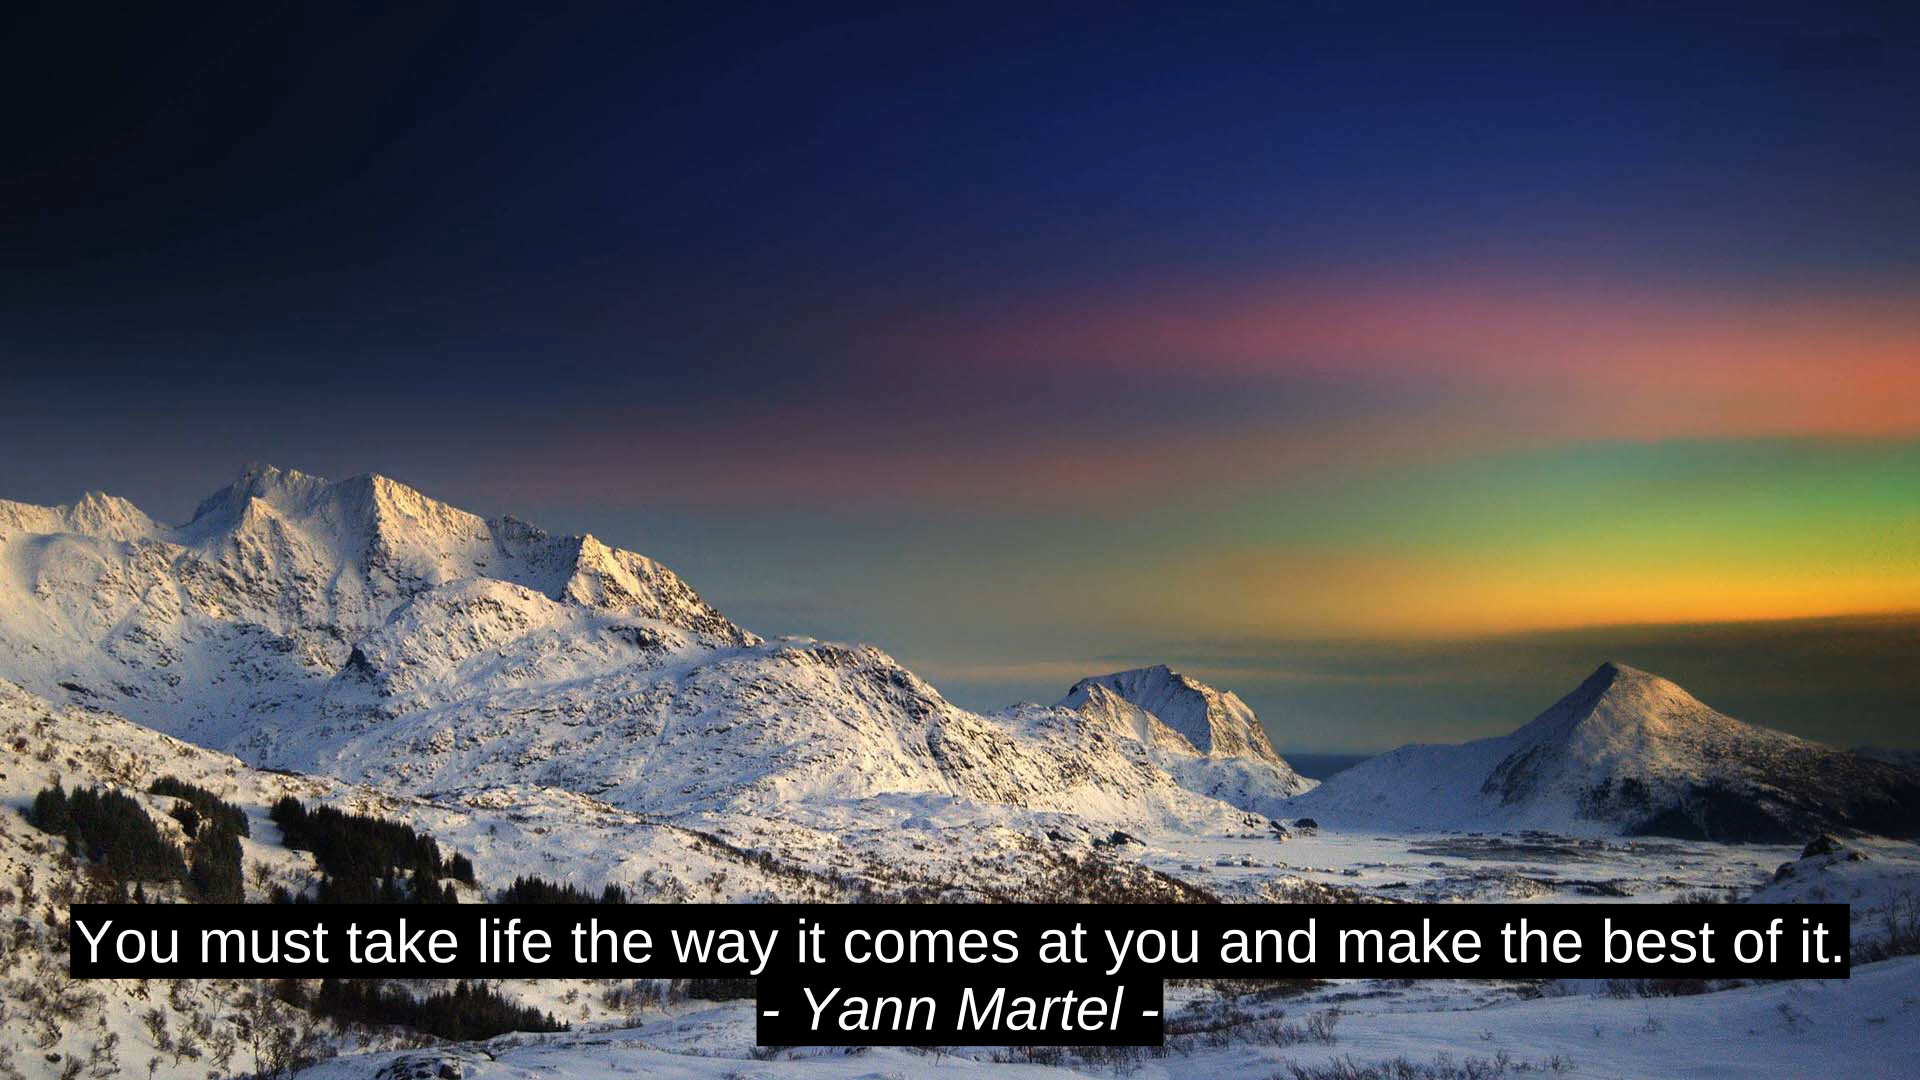 You must take life the way it comes at you and make the best of it.
- Yann Martel -